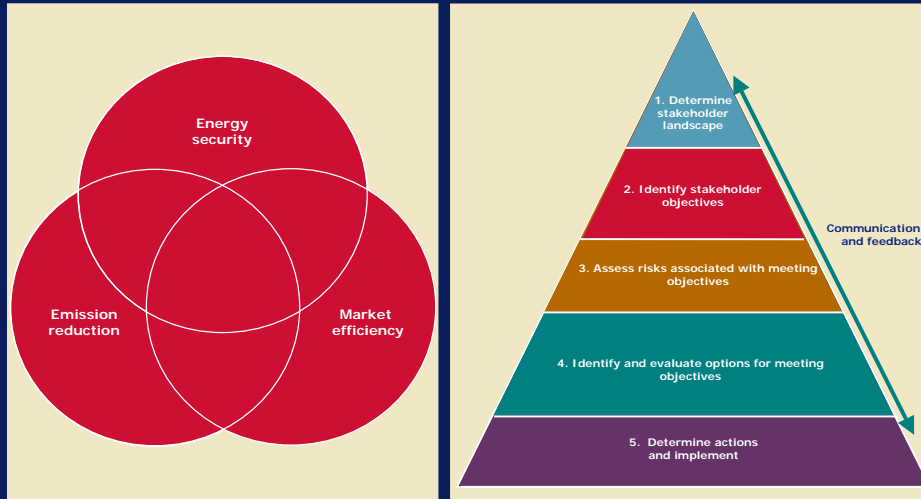 Energy
security
Emission
reduction
Market
efficiency
1. Determine
stakeholder
landscape
2. Identify stakeholder
objectives
3. Assess risks associated with meeting
objectives
4. Identify and evaluate options for meeting
objectives
5. Determine actions
and implement
Communication
and feedback